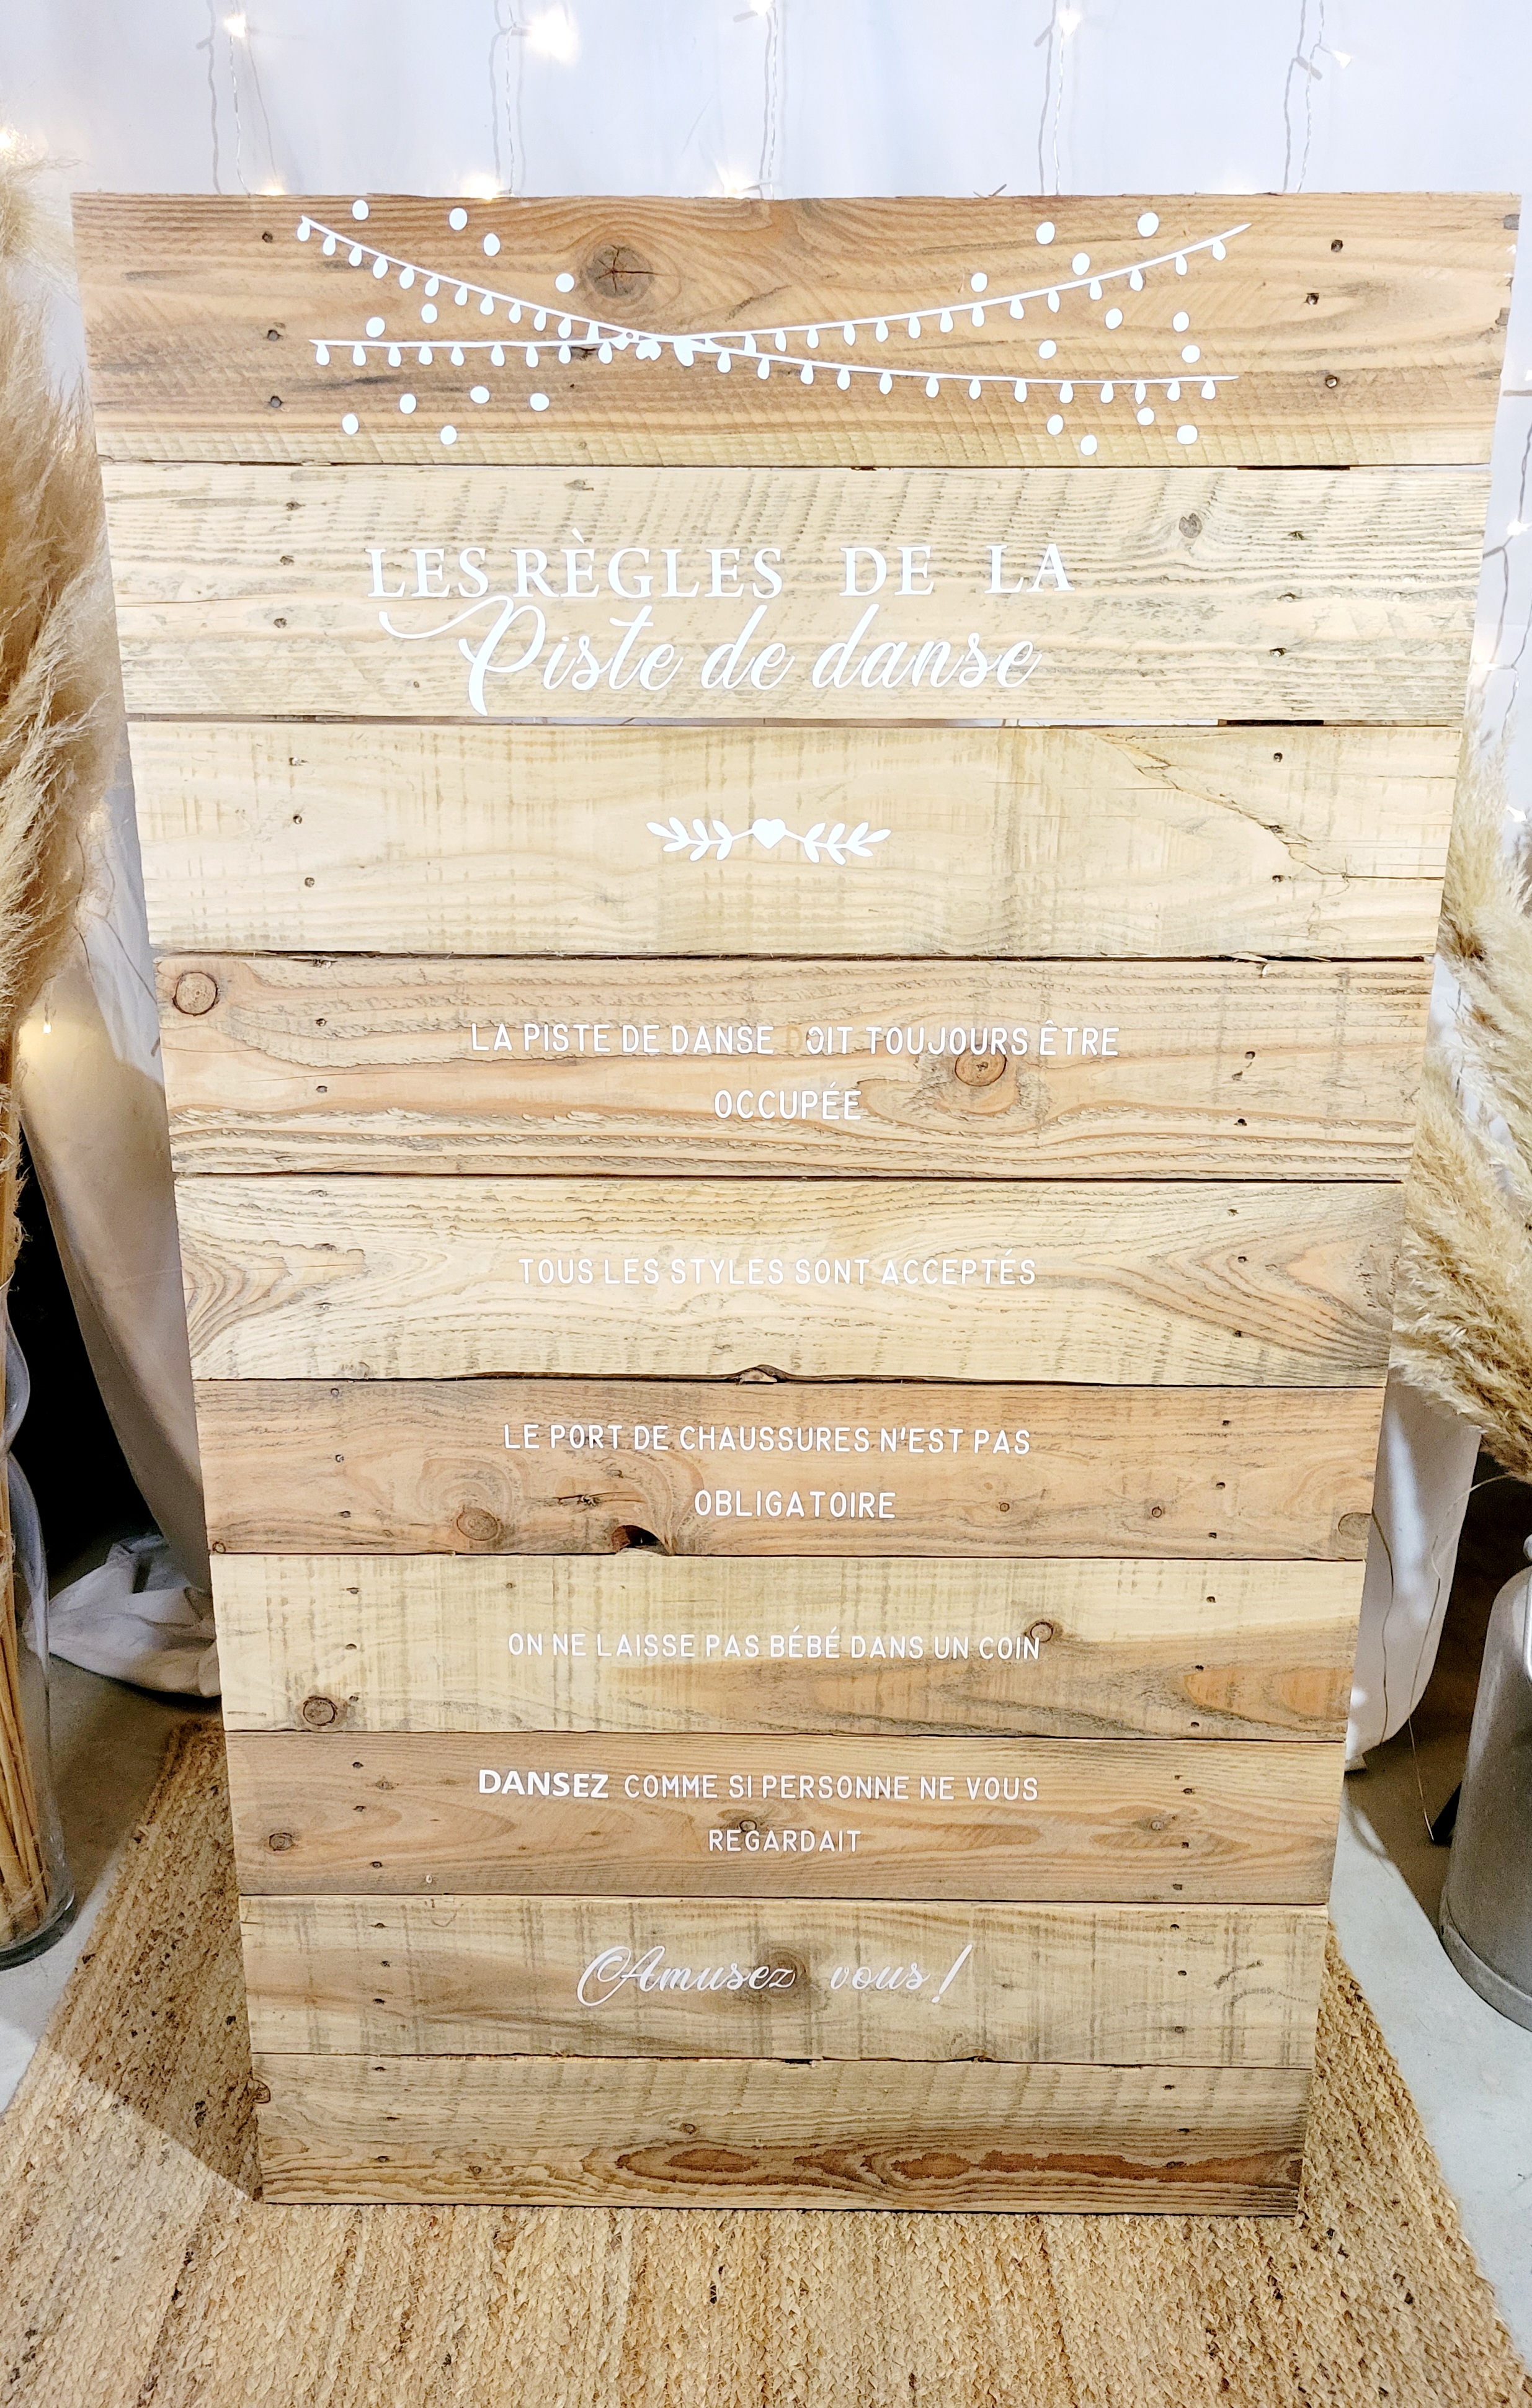 LES RÈGLES DE LA
Piste de danse
LA PISTE DE DANSE DOIT TOUJOURS ÊTRE
OCCUPÉE
TOUS LES STYLES SONT ACCEPTÉS
LE PORT DE CHAUSSURES N'EST PAS
OBLIGATOIRE
ON NE LAISSE PAS BÉBÉ DANS UN COIN
DANSEZ COMME SI PERSONNE NE VOUS
REGARDAIT
Amusez vous !